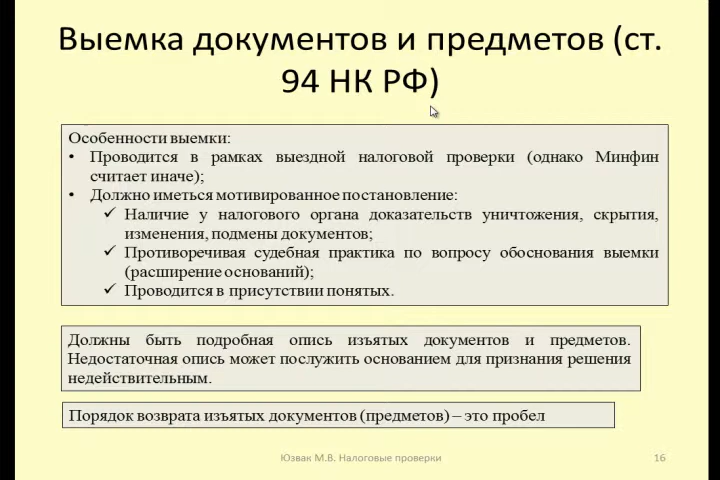 Выемка документов и предметов (ст.
94 НК РФ)
Особенности выемки:
• Проводится в рамках выездной налоговой проверки (однако Минфин
считает иначе);
• Должно иметься мотивированное постановление:
✓ Наличие у налогового органа доказательств уничтожения, скрытия,
изменения, подмены документов;
✓ Противоречивая судебная практика по вопросу обоснования выемки
(расширение оснований);
✓ Проводится в присутствии понятых.
Должны быть подробная опись изъятых документов и предметов.
Недостаточная опись может послужить основанием для признания решения
недействительным.
Порядок возврата изъятых документов (предметов) – это пробел
Юзвак М.В. Налоговые проверки
16